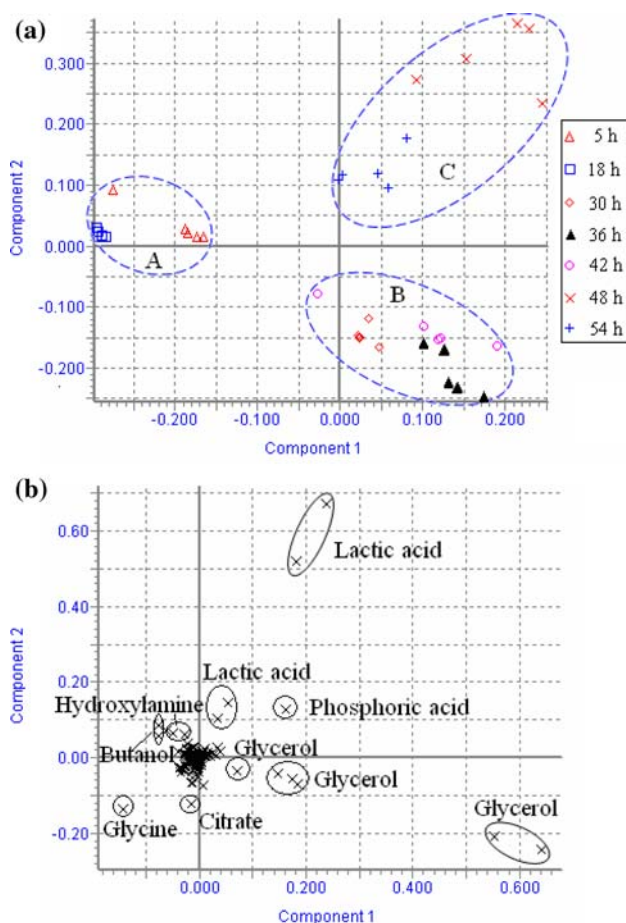 (a)
0.300
0.200
0.100
0.000
-0.100
-0.200
Component 2
-0.200
0.000
0.100
0.200
Component 1
A
B
C
5 h
18 h
30 h
36 h
42 h
48 h
54 h
(b)
0.60
0.40
0.20
0.00
-0.20
Component 2
0.000
0.200
0.400
0.600
Component 1
Lactic acid
Lactic acid
Hydroxylamine
Phosphoric acid
Butanol
Glycerol
Glycerol
Glycine
Citrate
Glycerol